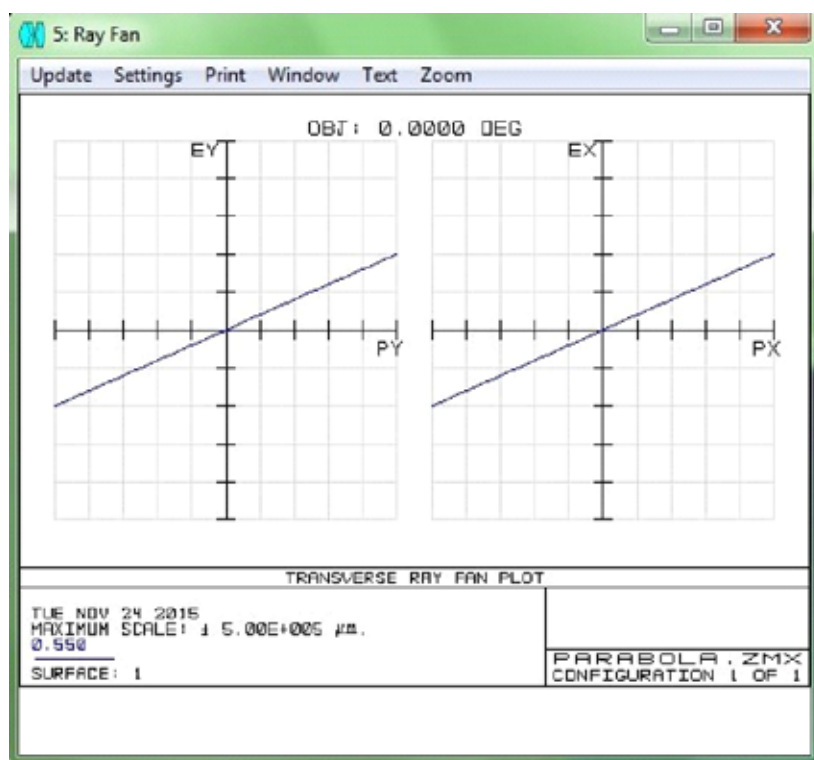 5: Ray Fan
Update Settings Print Window Text Zoom
OBJ: 0.0000 DEG
EY
EX
PY
PX
TRANSVERSE RAY FAN PLOT
TUE NOV 24 2015
MAXIMUM SCALE: ± 5.00E+005 µm.
0.550
SURFACE: 1
PARABOLA.ZMX
CONFIGURATION 1 OF 1